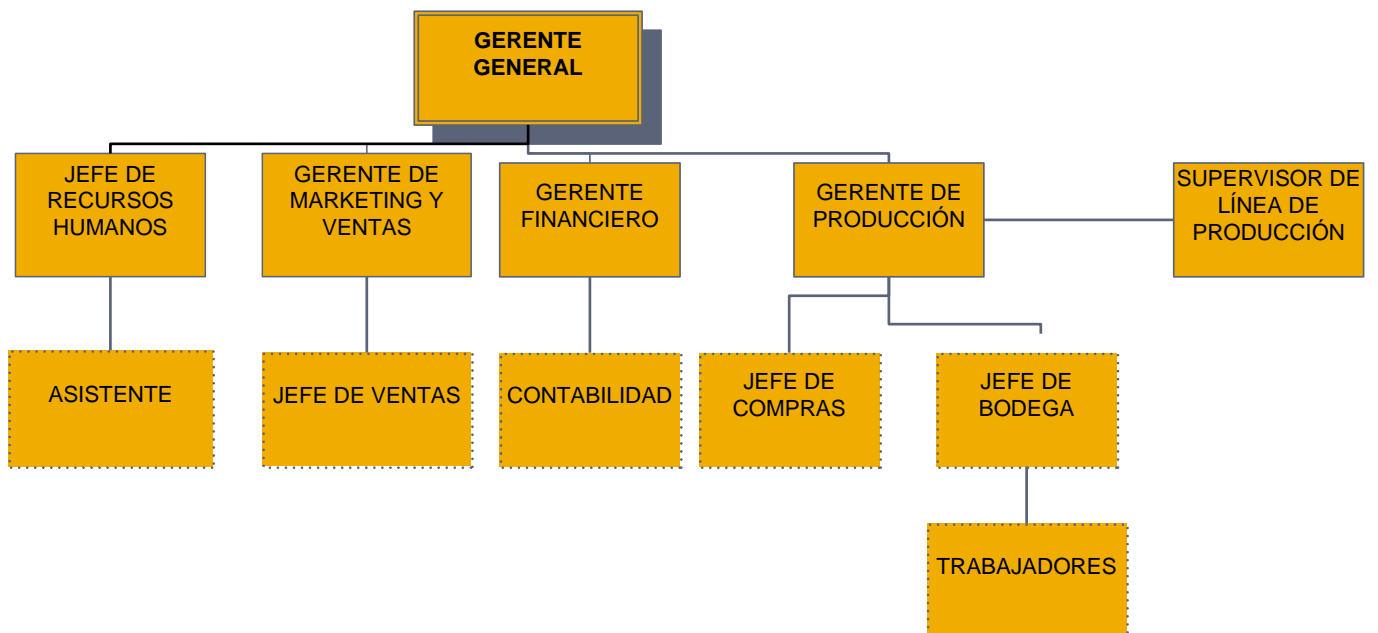 GERENTE
GENERAL
JEFE DE
RECURSOS
HUMANOS
GERENTE DE
MARKETING Y
VENTAS
GERENTE
FINANCIERO
GERENTE DE
PRODUCCIÓN
SUPERVISOR DE
LÍNEA DE
PRODUCCIÓN
ASISTENTE
JEFE DE VENTAS
CONTABILIDAD
JEFE DE
COMPRAS
JEFE DE
BODEGA
TRABAJADORES